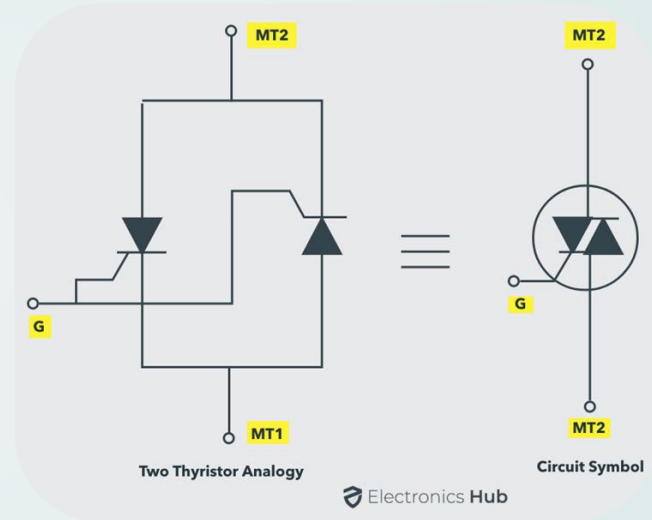 MT2
MT2
G
G
MT1
MT2
Two Thyristor Analogy
Circuit Symbol
Electronics Hub